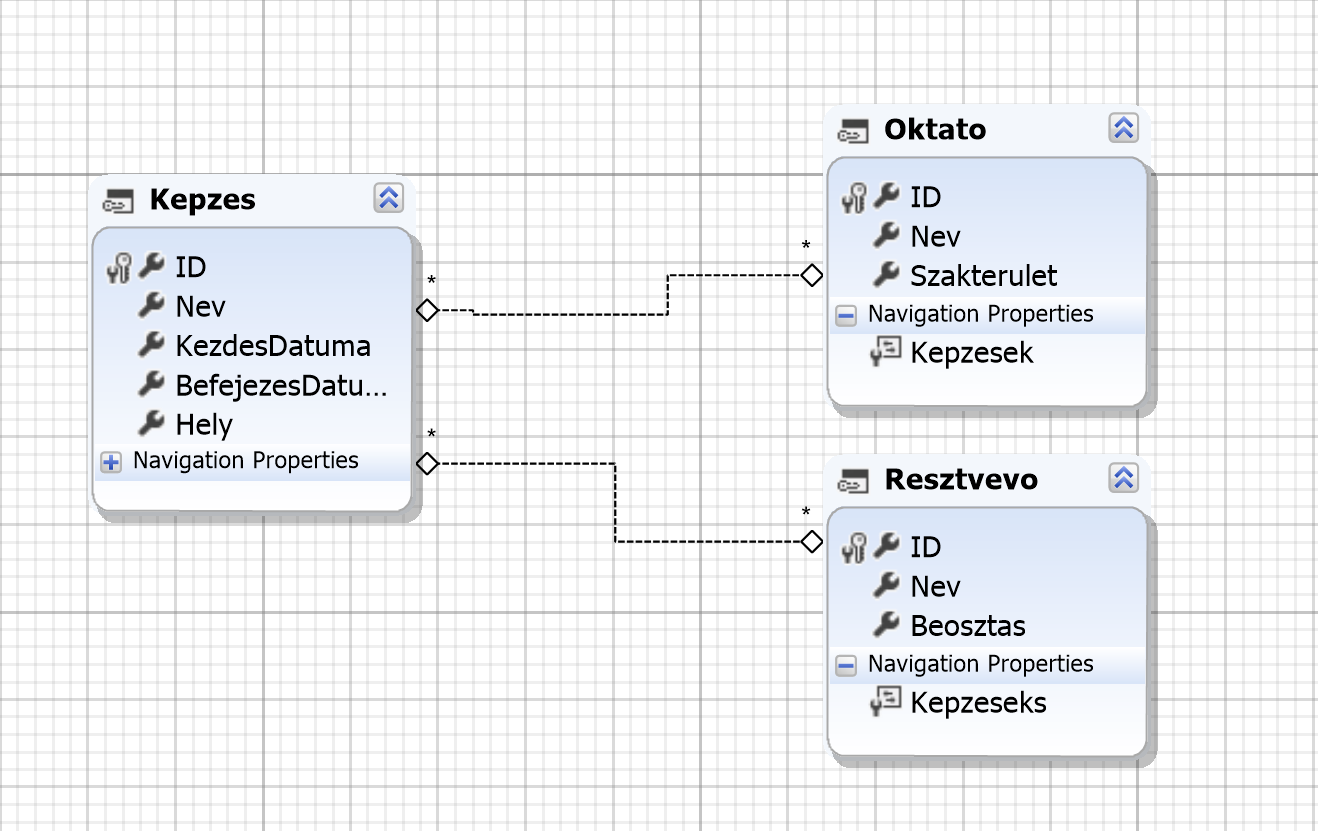 Kepzes
ID
Nev
KezdesDatuma
BefejezesDatu...
Hely
Navigation Properties
*
*
*
*
Oktato
ID
Nev
Szakterulet
Navigation Properties
Kepzesek
Resztvevo
ID
Nev
Beosztas
Navigation Properties
Kepzeseks